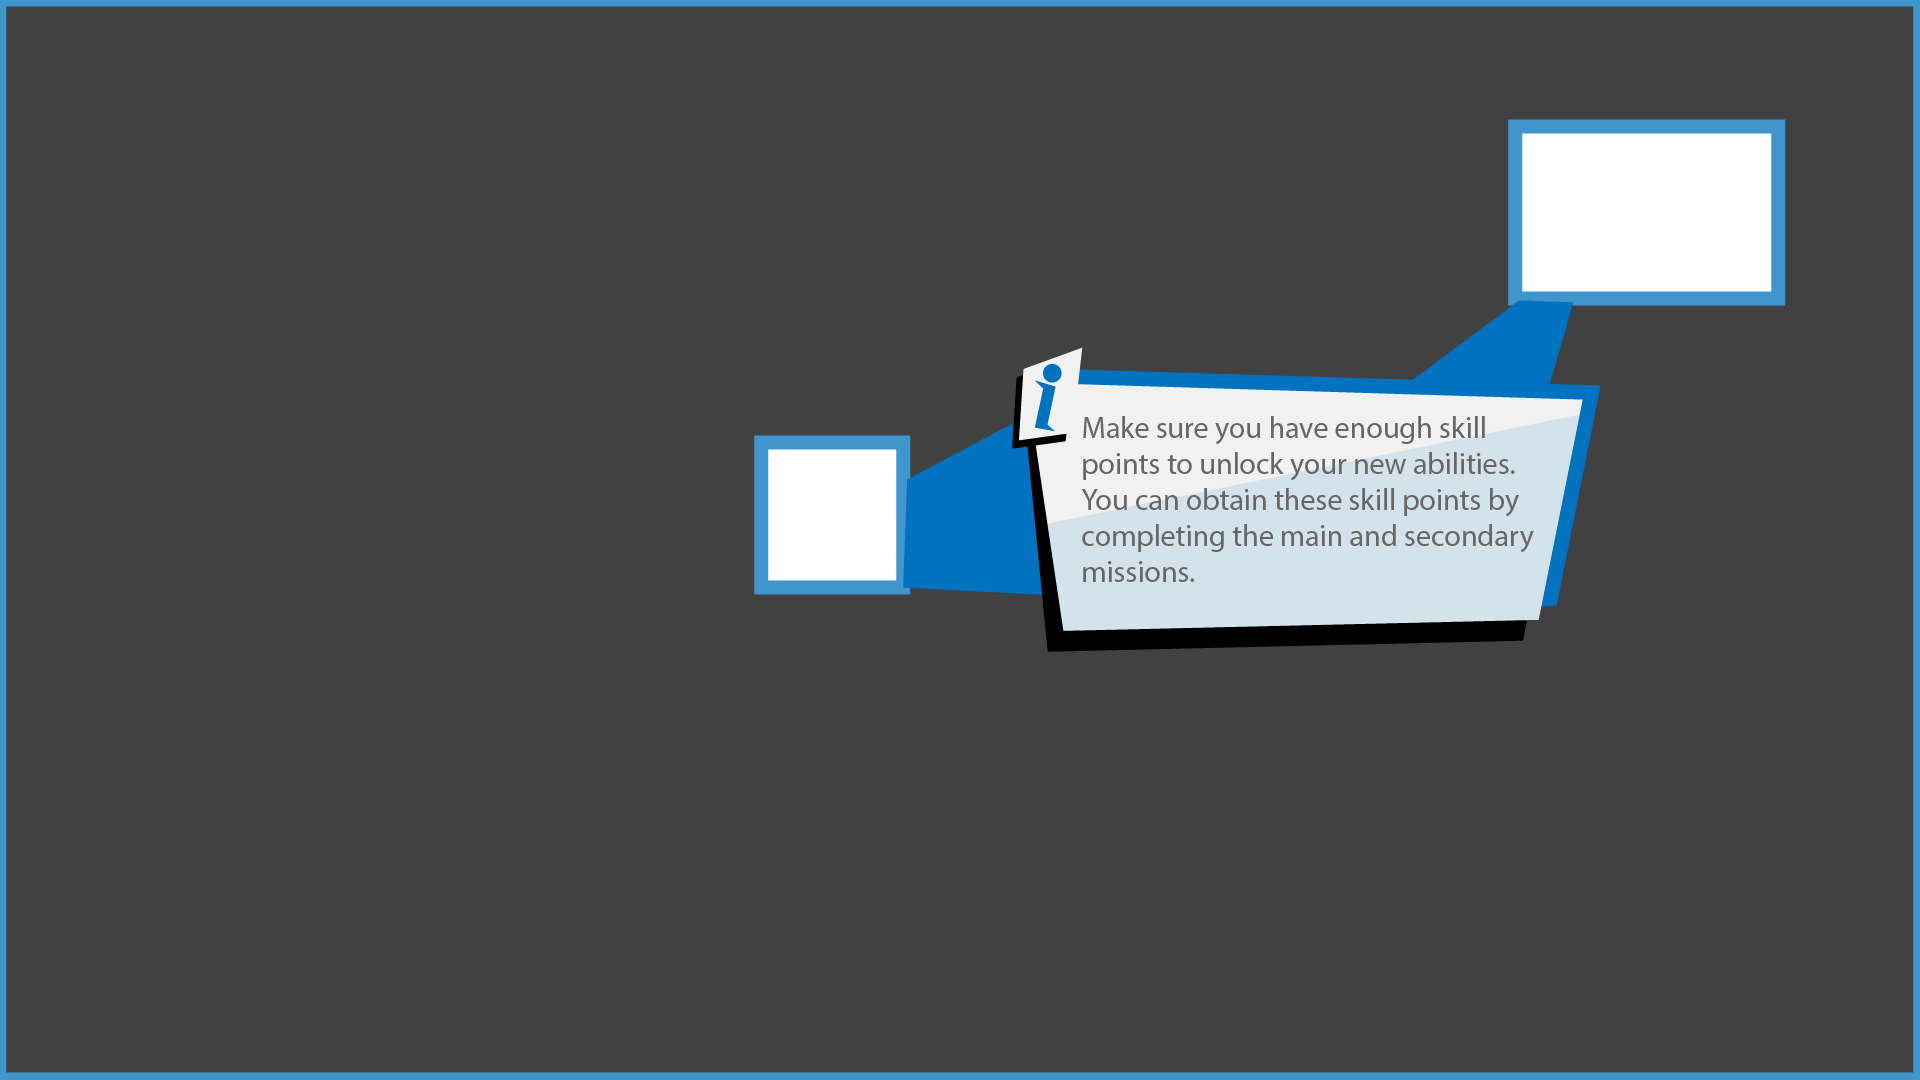 i
Make sure you have enough skill
points to unlock your new abilities.
You can obtain these skill points by
completing the main and secondary
missions.